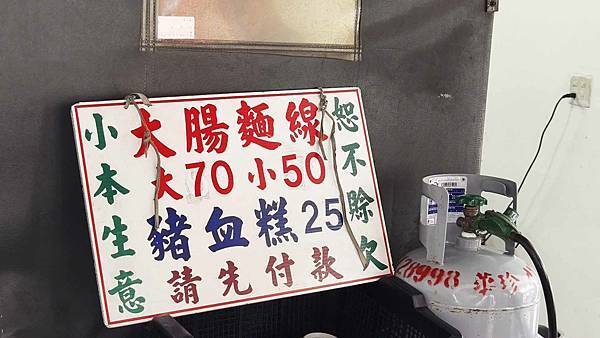 小本生意
大腸麵線
大70 小50
豬血糕25
請先付款
恕不賒欠
28998